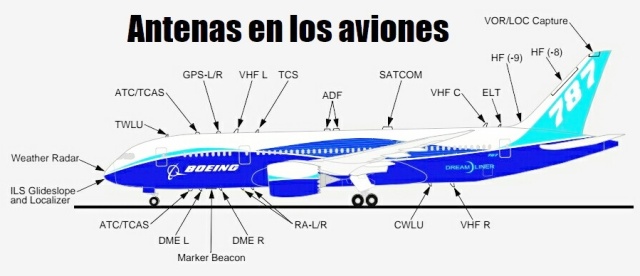 Antenas en los aviones
VOR/LOC Capture
HF (-8)
HF (-9)
GPS-L/R
VHF L
TCS
SATCOM
ATC/TCAS
ADF
VHF C
ELT
TWLU
787
Weather Radar
BOEING
787
DREAMLINER
ILS Glideslope
and Localizer
ATC/TCAS
RA-L/R
CWLU
VHF R
DME L
DME R
Marker Beacon